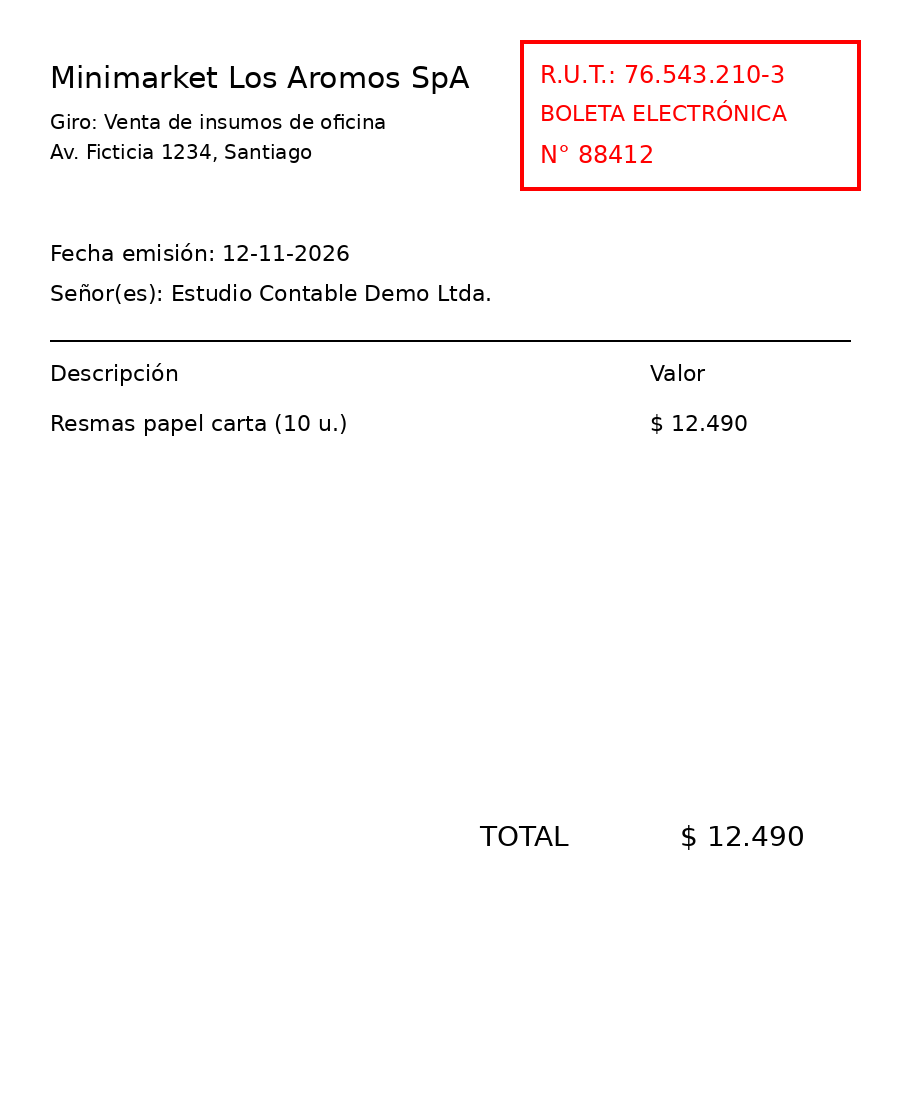 Minimarket Los Aromos SpA
Giro: Venta de insumos de oficina
Av. Ficticia 1234, Santiago
R.U.T.: 76.543.210-3
BOLETA ELECTRÓNICA
N° 88412
Fecha emisión: 12-11-2026
Señor(es): Estudio Contable Demo Ltda.
Descripción Valor
Resmas papel carta (10 u.) $ 12.490
TOTAL $ 12.490